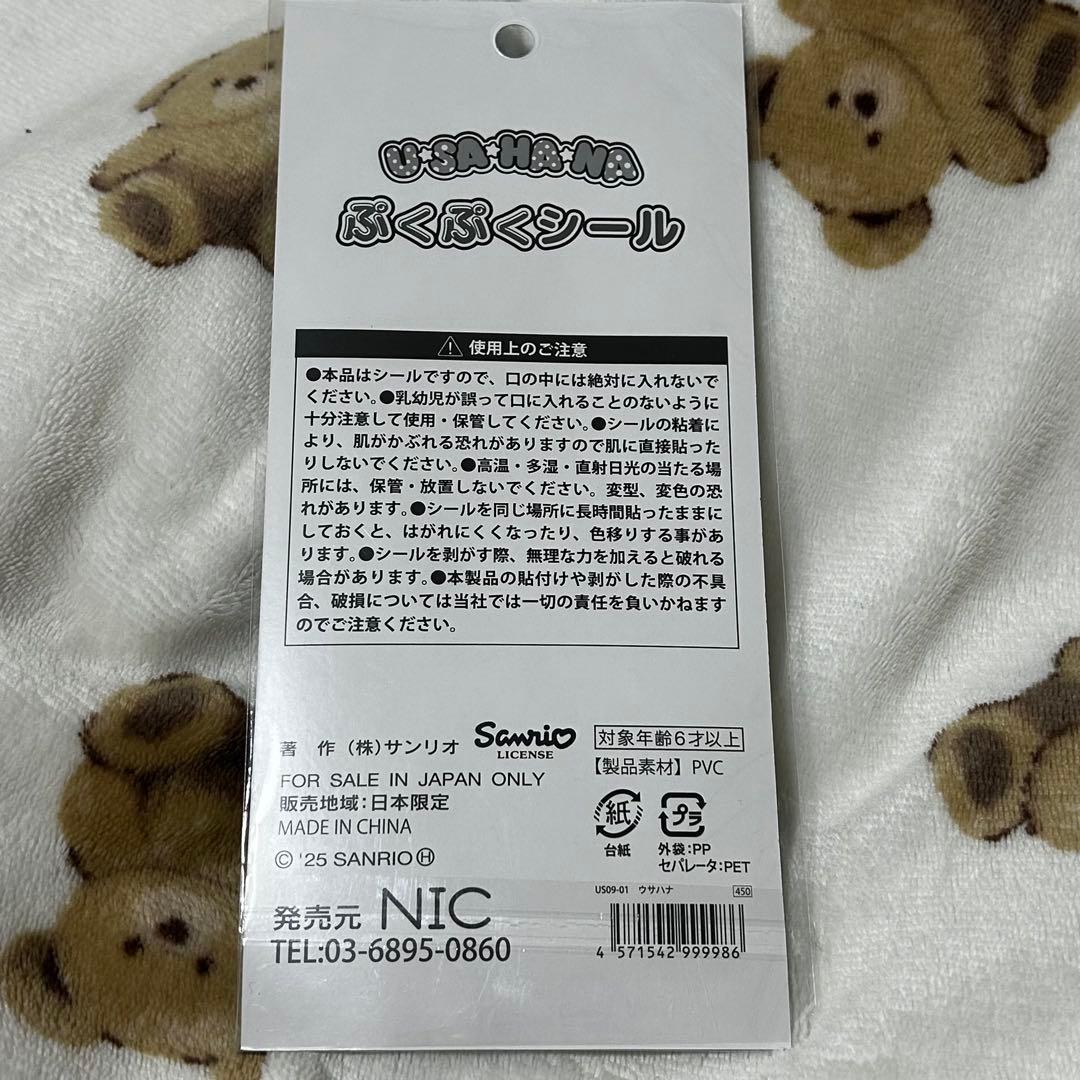 U★SA★HA★NA
ぷくぷくシール
⚠ 使用上のご注意
●本品はシールですので、口の中には絶対に入れないで
ください。●乳幼児が誤って口に入れることのないように
十分注意して使用・保管してください。●シールの粘着
により、肌がかぶれる恐れがありますので肌に直接貼った
りしないでください。●高温・多湿・直射日光の当たる場
所には、保管・放置しないでください。変型、変色の恐
れがあります。●シールを同じ場所に長時間貼ったままに
しておくと、はがれにくくなったり、色移りする事があ
ります。●シールを剥がす際、無理な力を加えると破れる
場合があります。●本製品の貼付けや剥がした際の不具
合、破損については当社では一切の責任を負いかねます
のでご注意ください。
著 作 (株)サンリオ
Sanrio
LICENSE
対象年齢6才以上
FOR SALE IN JAPAN ONLY
【製品素材】PVC
販売地域:日本限定
MADE IN CHINA
© '25 SANRIO Ⓗ
紙
台紙
プラ
外袋:PP
セパレータ:PET
US09-01 ウサハナ 450
発売元 NIC
TEL:03-6895-0860
4 571542 999986